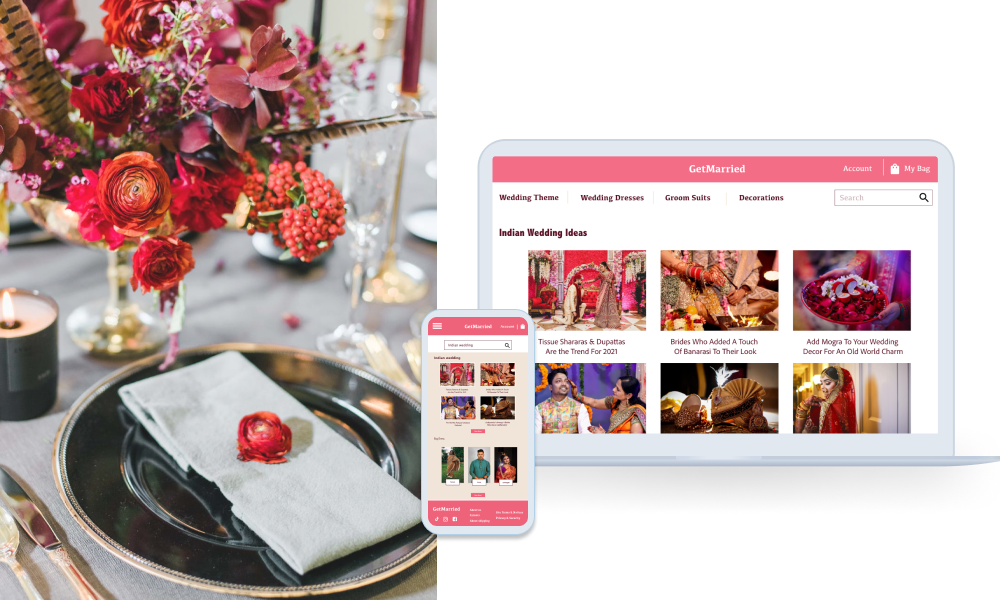 GetMarried
Account
My Bag
Wedding Theme
Wedding Dresses
Groom Suits
Decorations
Search
Indian Wedding Ideas
Tissue Shararas & Dupattas
Are the Trend For 2021
Brides Who Added A Touch
Of Banarasi To Their Look
Add Mogra To Your Wedding
Decor For An Old World Charm
GetMarried
Account
Indian wedding
Indian wedding
GetMarried